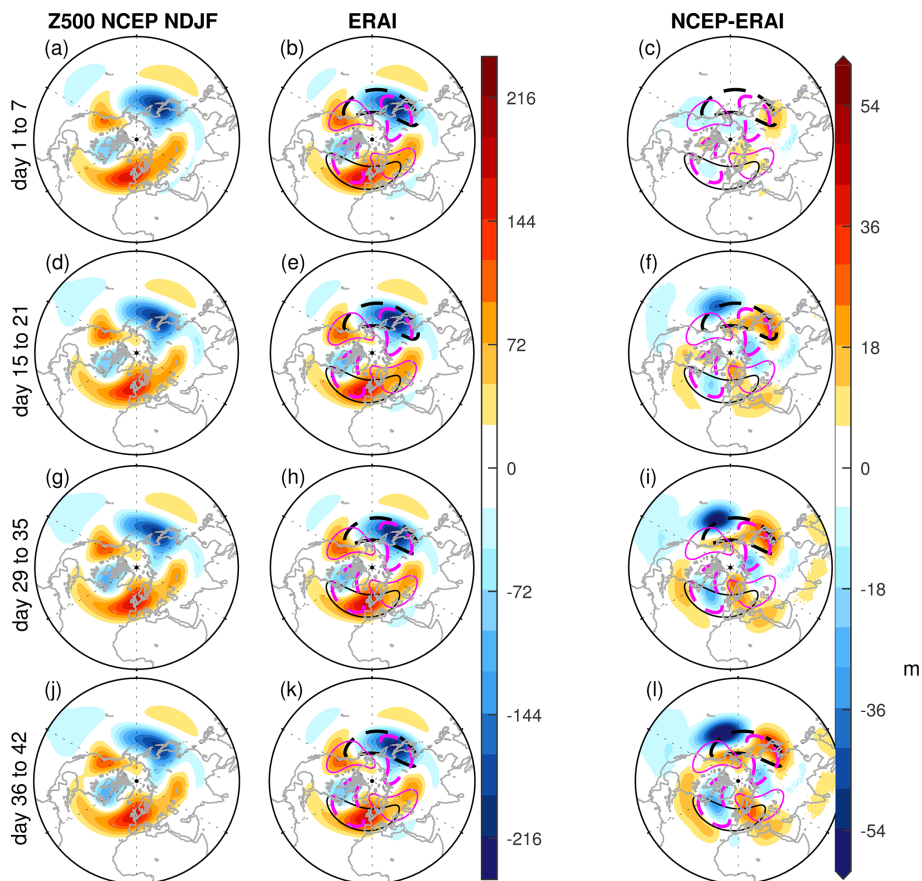 Z500 NCEP NDJF ERAI NCEP-ERAI
(a) (b) (c)
day 1 to 7
(d) (e) (f)
day 15 to 21
(g) (h) (i)
day 29 to 35
(j) (k) (l)
day 36 to 42
216
144
72
0
-72
-144
-216
54
36
18
0
-18
-36
-54
m